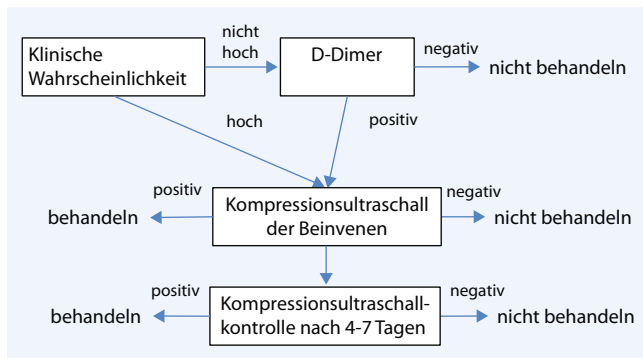 Klinische
Wahrscheinlichkeit
nicht
hoch
D-Dimer
negativ
nicht behandeln
hoch
positiv
positiv
Kompressionsultraschall
der Beinvenen
negativ
behandeln
nicht behandeln
positiv
Kompressionsultraschall-
kontrolle nach 4-7 Tagen
negativ
behandeln
nicht behandeln